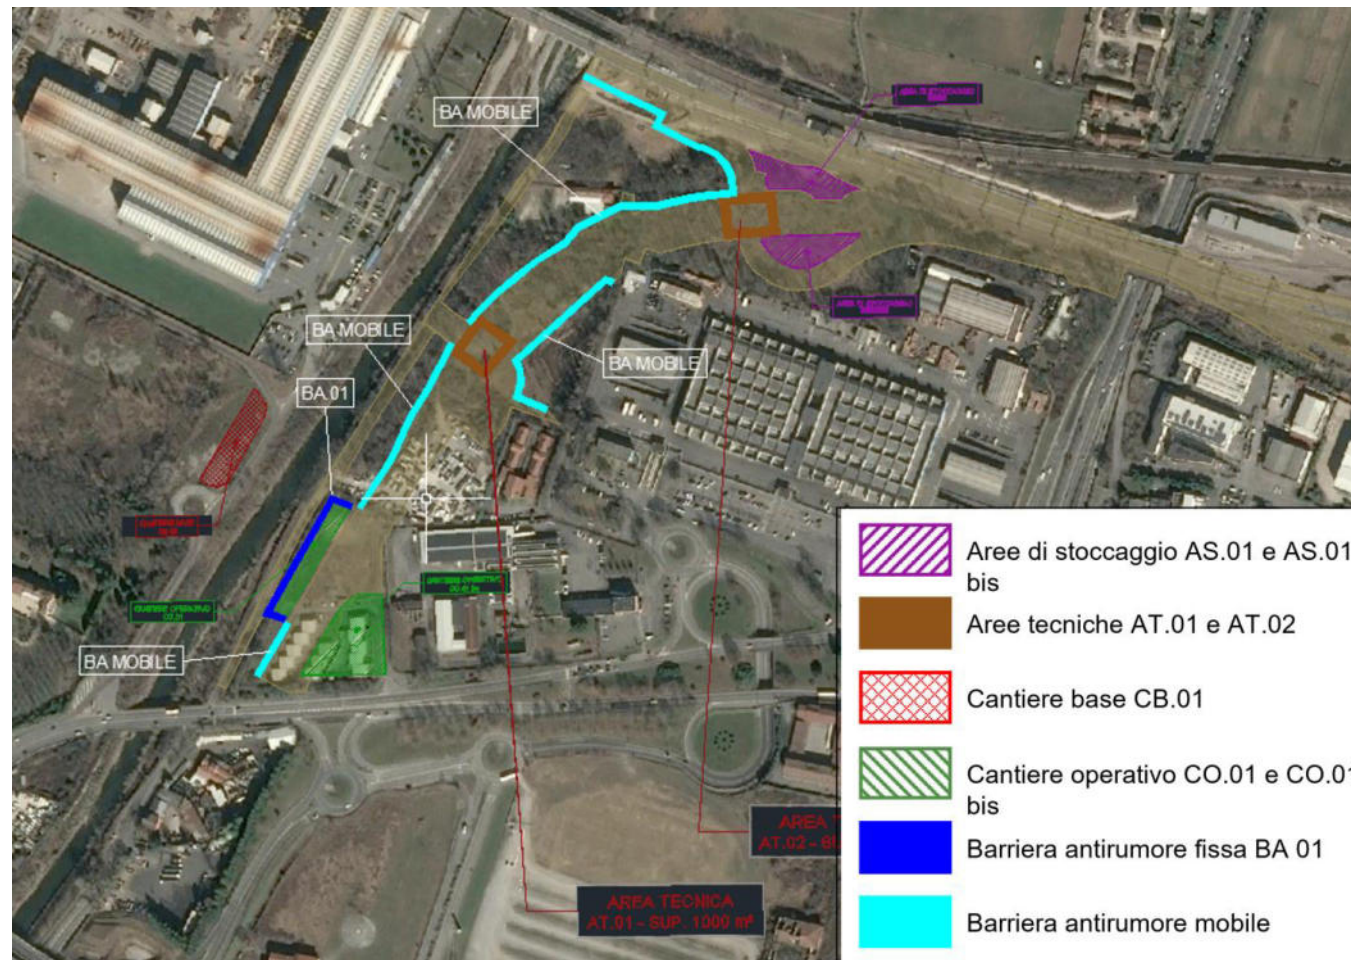 BA MOBILE
BA MOBILE
BA MOBILE
BA.01
BA MOBILE
AREA T
AT.02 - SU
AREA TECNICA
AT.01 - SUP. 1000 m²
Aree di stoccaggio AS.01 e AS.01
bis
Aree tecniche AT.01 e AT.02
Cantiere base CB.01
Cantiere operativo CO.01 e CO.01
bis
Barriera antirumore fissa BA 01
Barriera antirumore mobile